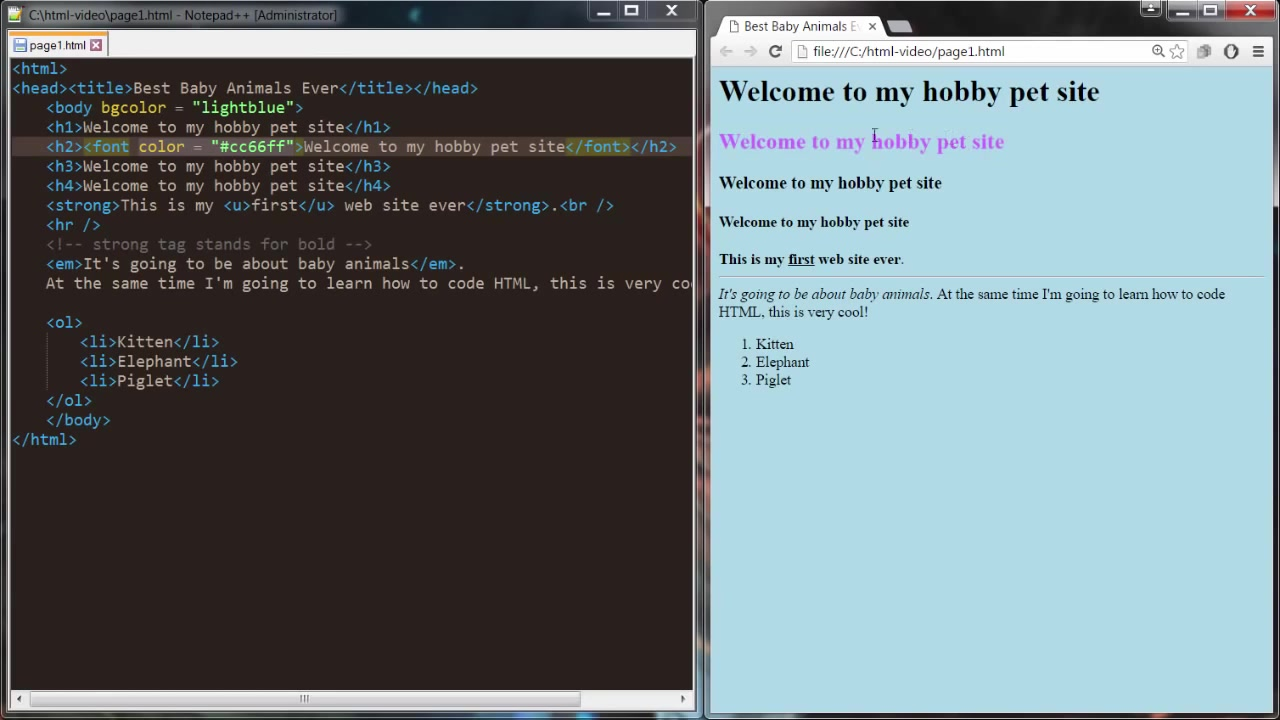 C:\html-video\page1.html - Notepad++ [Administrator]
page1.html
<html>
<head><title>Best Baby Animals Ever</title></head>
<body bgcolor = "lightblue">
<h1>Welcome to my hobby pet site</h1>
<h2><font color = "#cc66ff">Welcome to my hobby pet site</font></h2>
<h3>Welcome to my hobby pet site</h3>
<h4>Welcome to my hobby pet site</h4>
<strong>This is my <u>first</u> web site ever</strong>.<br />
<hr />
<!-- strong tag stands for bold -->
<em>It's going to be about baby animals</em>.
At the same time I'm going to learn how to code HTML, this is very co
<ol>
<li>Kitten</li>
<li>Elephant</li>
<li>Piglet</li>
</ol>
</body>
</html>
Best Baby Animals Ev
file:///C:/html-video/page1.html
Welcome to my hobby pet site
Welcome to my hobby pet site
Welcome to my hobby pet site
Welcome to my hobby pet site
This is my first web site ever.
It's going to be about baby animals. At the same time I'm going to learn how to code
HTML, this is very cool!
1. Kitten
2. Elephant
3. Piglet